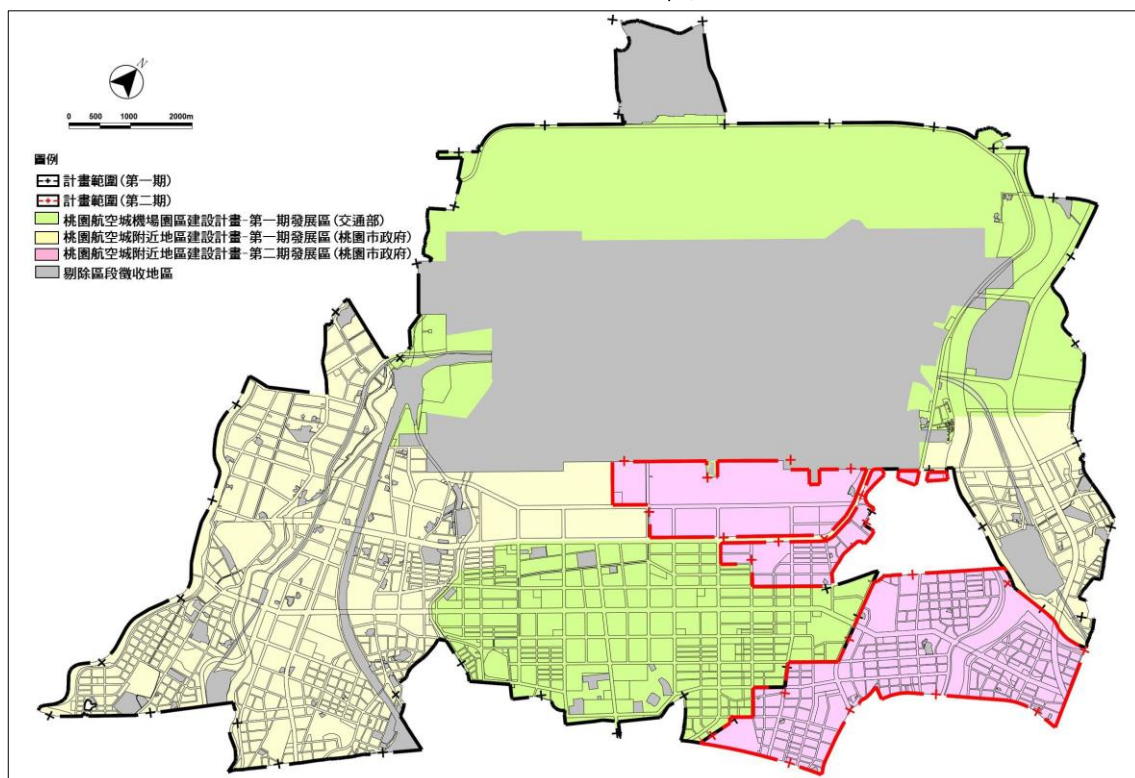 N
0 500 1000 2000m
圖例
計畫範圍(第一期)
計畫範圍(第二期)
桃園航空城機場園區建設計畫-第一期發展區(交通部)
桃園航空城附近地區建設計畫-第一期發展區(桃園市政府)
桃園航空城附近地區建設計畫-第二期發展區(桃園市政府)
剔除區段徵收地區